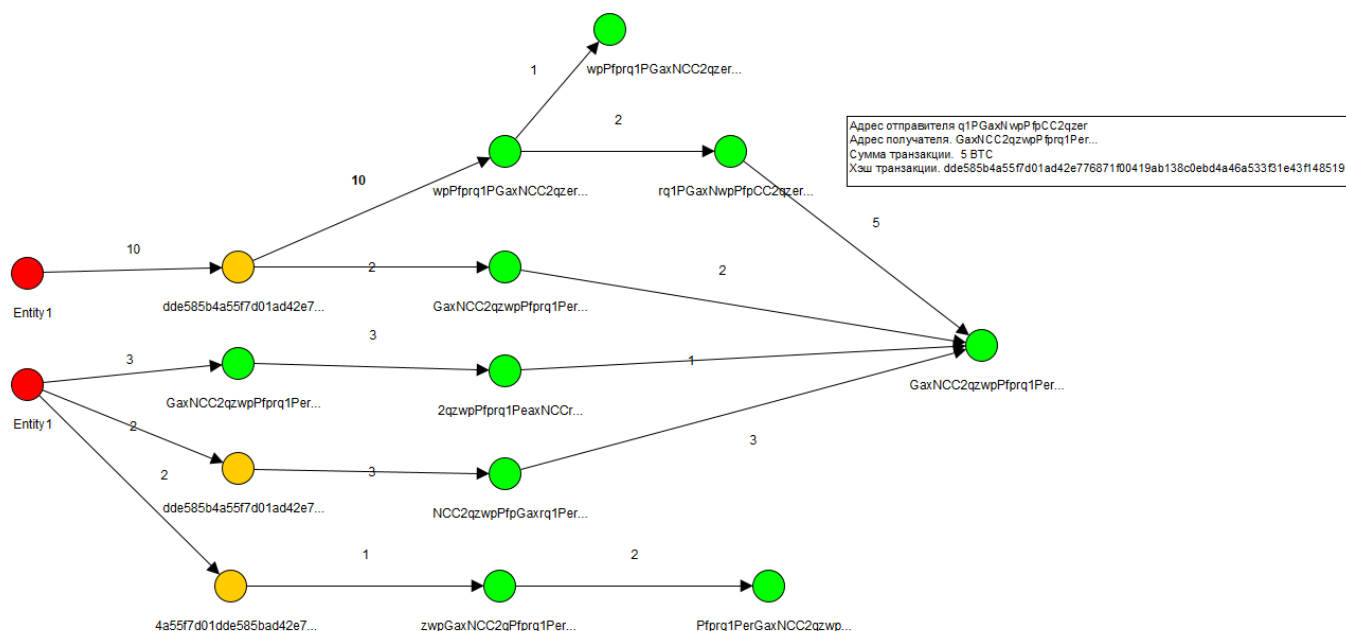 wpPfprq1PGaxNCC2qzer...
1
2
Адрес отправителя q1PGaxNwpPfpCC2qzer
Адрес получателя. GaxNCC2qzwpPfprq1Per...
Сумма транзакции. 5 BTC
Хэш транзакции. dde585b4a55f7d01ad42e776871f00419ab138c0ebd4a46a533f31e43f148519
10
wpPfprq1PGaxNCC2qzer...
rq1PGaxNwpPfpCC2qzer...
5
10
2
2
Entity1
dde585b4a55f7d01ad42e7...
GaxNCC2qzwpPfprq1Per...
3
3
1
Entity1
GaxNCC2qzwpPfprq1Per...
2qzwpPfprq1PeaxNCCr...
GaxNCC2qzwpPfprq1Per...
2
2
3
3
dde585b4a55f7d01ad42e7...
NCC2qzwpPfpGaxrq1Per...
1
2
4a55f7d01dde585bad42e7...
zwpGaxNCC2qPfprq1Per...
Pfprq1PerGaxNCC2qzwp...